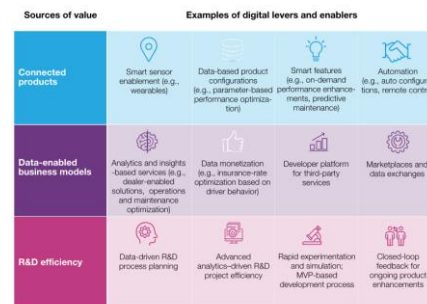 Sources of value
Examples of digital levers and enablers
Connected
products
Smart sensor
enablement (e.g.,
wearables)
Data-based product
configurations
(e.g., parameter-based
performance optimiza-
tion)
Smart features
(e.g., on-demand
performance enhance-
ments, predictive
maintenance)
Automation
(e.g., auto configura-
tions, remote contr
Data-enabled
business models
Analytics and insights
-based services (e.g.,
dealer-enabled
solutions, operations
and maintenance
optimization)
Data monetization
(e.g., insurance-rate
optimization based on
driver behavior)
Developer platform
for third-party
services
Marketplaces and
data exchanges
R&D efficiency
Data-driven R&D
process planning
Advanced
analytics–driven R&D
project efficiency
Rapid experimentation
and simulation;
MVP-based
development process
Closed-loop
feedback for
ongoing product
enhancements